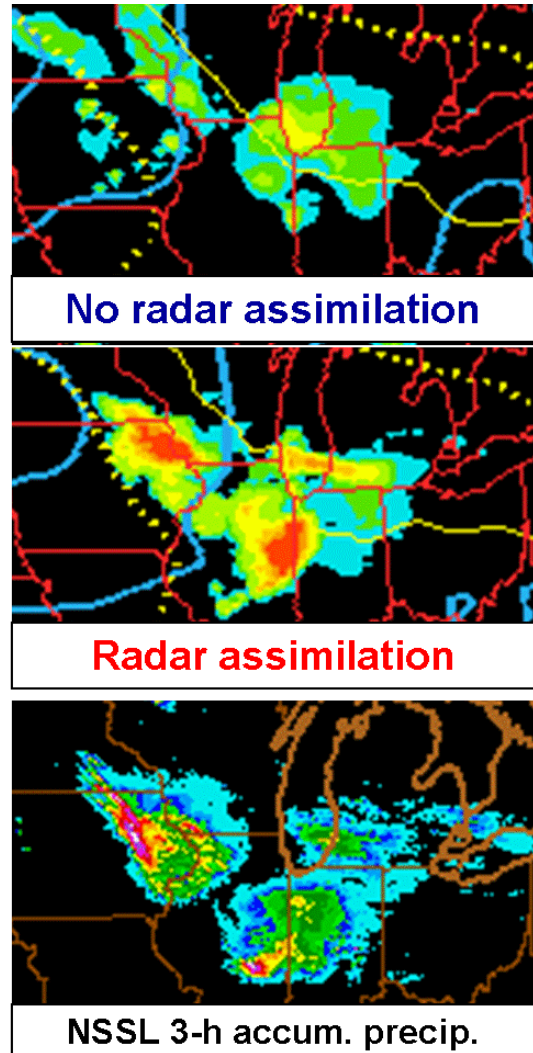 No radar assimilation
Radar assimilation
NSSL 3-h accum. precip.